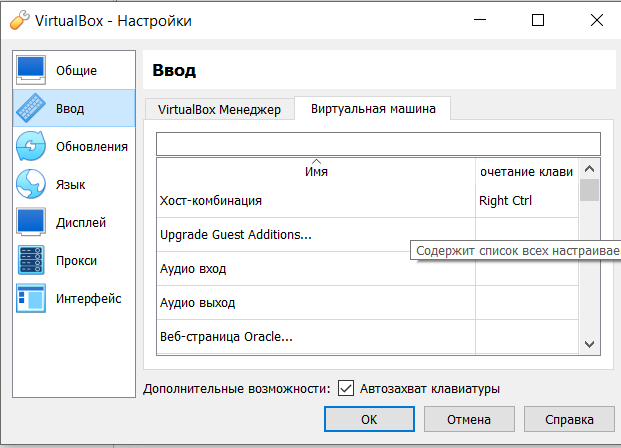 VirtualBox - Настройки
Общие
Ввод
Обновления
Язык
Дисплей
Прокси
Интерфейс
Ввод
VirtualBox Менеджер
Виртуальная машина
Имя
очетание клави
Хост-комбинация
Right Ctrl
Upgrade Guest Additions...
Содержит список всех настраивае
Аудио вход
Аудио выход
Веб-страница Oracle...
Дополнительные возможности:
Автозахват клавиатуры
OK
Отмена
Справка